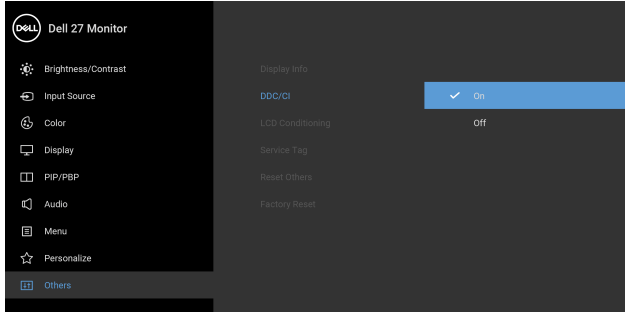 DELL
Dell 27 Monitor
Brightness/Contrast
Input Source
Color
Display
PIP/PBP
Audio
Menu
Personalize
Others
Display Info
DDC/CI
LCD Conditioning
Service Tag
Reset Others
Factory Reset
On
Off